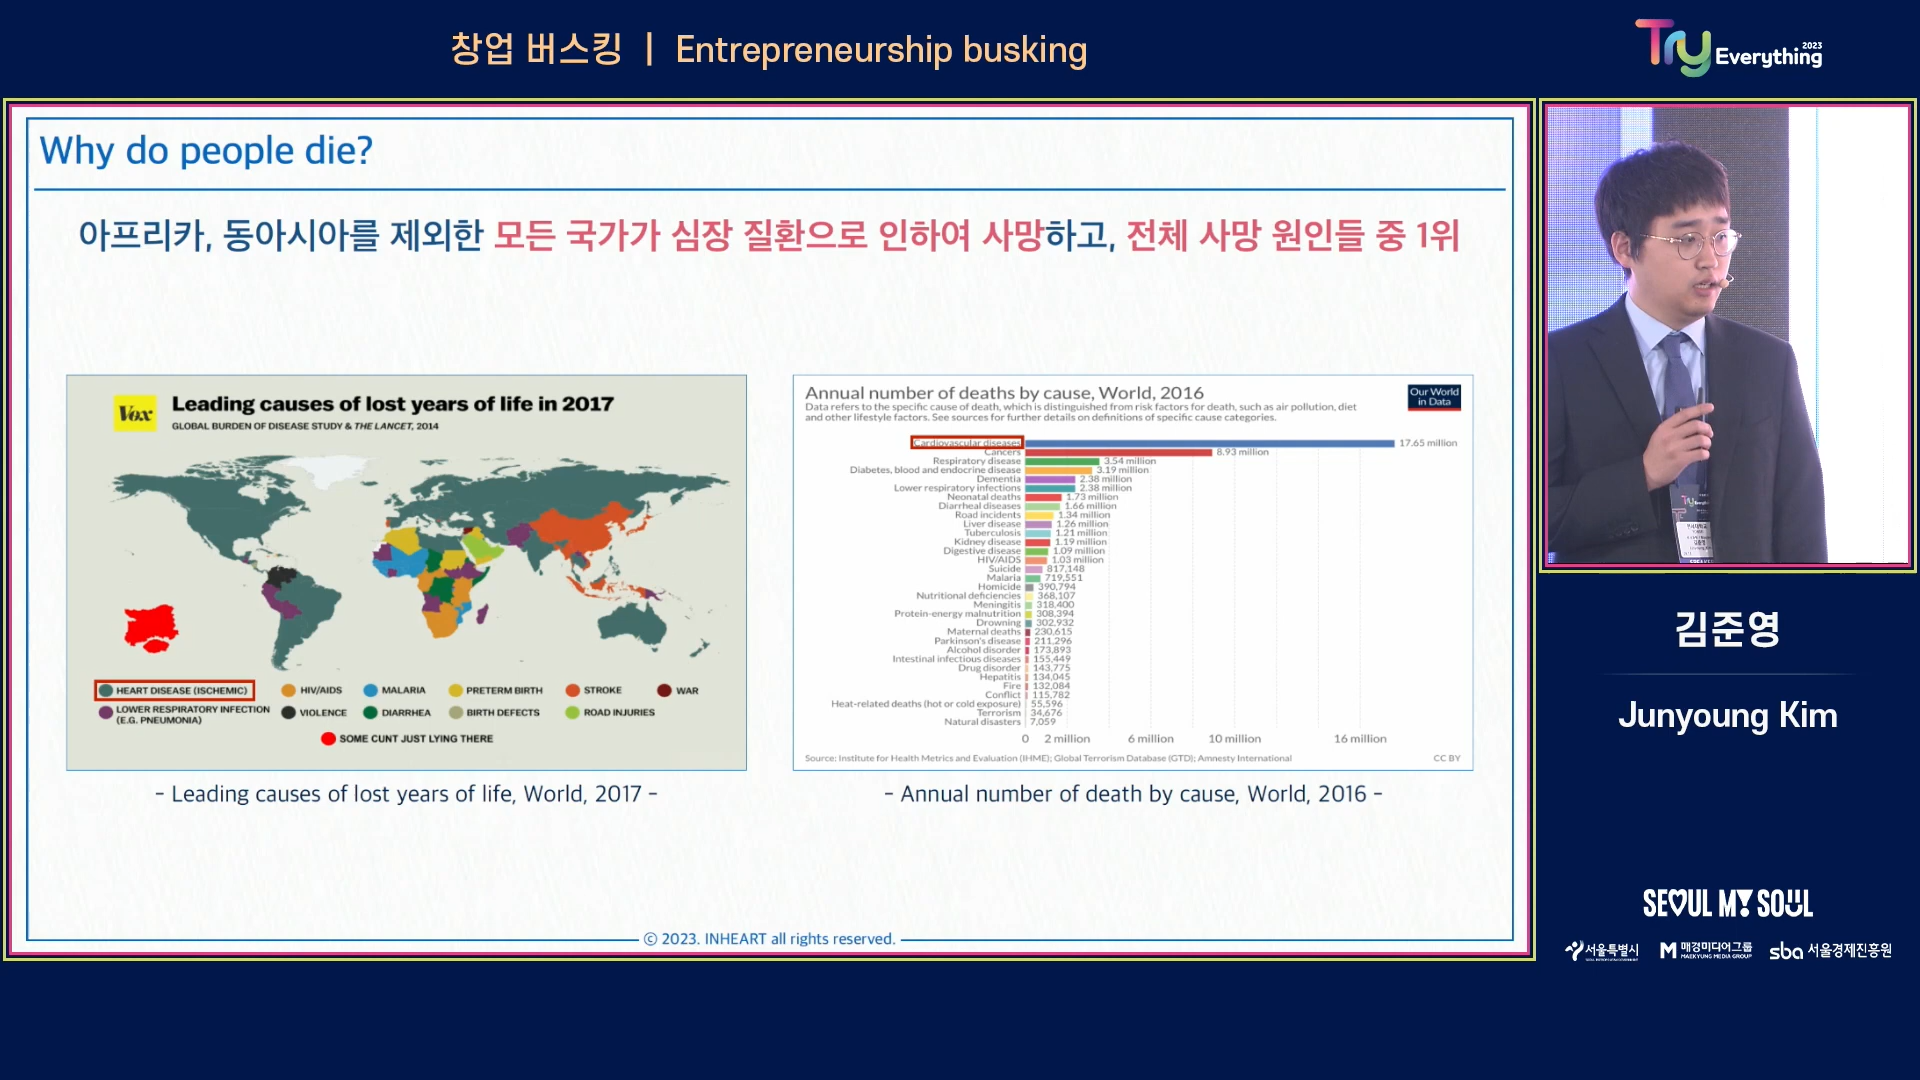 창업 버스킹 | Entrepreneurship busking
Try Everything 2023
Why do people die?
아프리카, 동아시아를 제외한 모든 국가가 심장 질환으로 인하여 사망하고, 전체 사망 원인들 중 1위
Vox
Leading causes of lost years of life in 2017
GLOBAL BURDEN OF DISEASE STUDY & THE LANCET, 2014
HEART DISEASE (ISCHEMIC)
HIV/AIDS
MALARIA
PRETERM BIRTH
STROKE
WAR
LOWER RESPIRATORY INFECTION
(E.G. PNEUMONIA)
VIOLENCE
DIARRHEA
BIRTH DEFECTS
ROAD INJURIES
SOME CUNT JUST LYING THERE
- Leading causes of lost years of life, World, 2017 -
Annual number of deaths by cause, World, 2016
Our World
in Data
Data refers to the specific cause of death, which is distinguished from risk factors for death, such as air pollution, diet
and other lifestyle factors. See sources for further details on definitions of specific cause categories.
Cardiovascular diseases 17.65 million
Cancers 8.93 million
Respiratory disease 3.54 million
Diabetes, blood and endocrine disease 3.19 million
Dementia 2.38 million
Lower respiratory infections 2.38 million
Neonatal deaths 1.73 million
Diarrheal diseases 1.66 million
Road incidents 1.34 million
Liver disease 1.26 million
Tuberculosis 1.21 million
Kidney disease 1.19 million
Digestive disease 1.09 million
HIV/AIDS 1.03 million
Suicide 817,148
Malaria 719,551
Homicide 390,794
Nutritional deficiencies 368,107
Meningitis 318,400
Protein-energy malnutrition 308,394
Drowning 302,932
Maternal deaths 230,615
Parkinson's disease 211,296
Alcohol disorder 173,893
Intestinal infectious diseases 155,449
Drug disorder 143,775
Hepatitis 134,045
Fire 132,084
Conflict 115,782
Heat-related deaths (hot or cold exposure) 55,596
Terrorism 34,676
Natural disasters 7,059
0 2 million 6 million 10 million 16 million
Source: Institute for Health Metrics and Evaluation (IHME); Global Terrorism Database (GTD); Amnesty International
CC BY
- Annual number of death by cause, World, 2016 -
© 2023. INHEART all rights reserved.
김준영
Junyoung Kim
SEOUL MY SOUL
서울특별시
매경미디어그룹
MAEKYUNG MEDIA GROUP
sba 서울경제진흥원